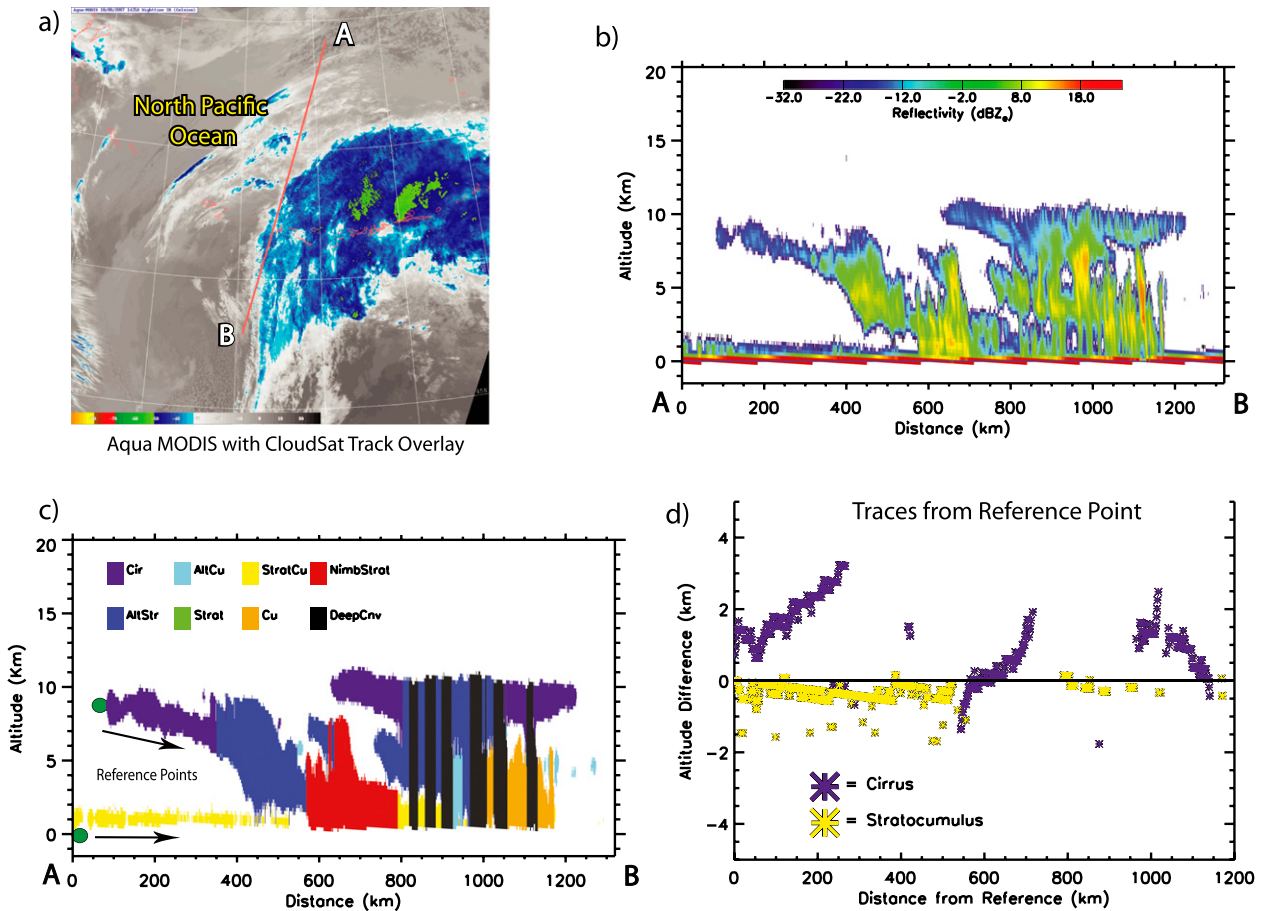 a)
Aqua-MODIS
A
North Pacific
Ocean
B
Aqua MODIS with CloudSat Track Overlay
b)
20
15
10
5
0
Altitude (Km)
-32.0 -22.0 -12.0 -2.0 8.0 18.0
Reflectivity (dBZe)
A 0 200 400 600 800 1000 1200 B
Distance (km)
c)
20
15
10
5
0
Altitude (Km)
Cir AltCu StratCu NimbStrat
AltStr Strat Cu DeepCnv
Reference Points
A 0 200 400 600 800 1000 1200 B
Distance (km)
d)
Traces from Reference Point
4
2
0
-2
-4
Altitude Difference (km)
= Cirrus
= Stratocumulus
0 200 400 600 800 1000 1200
Distance from Reference (km)